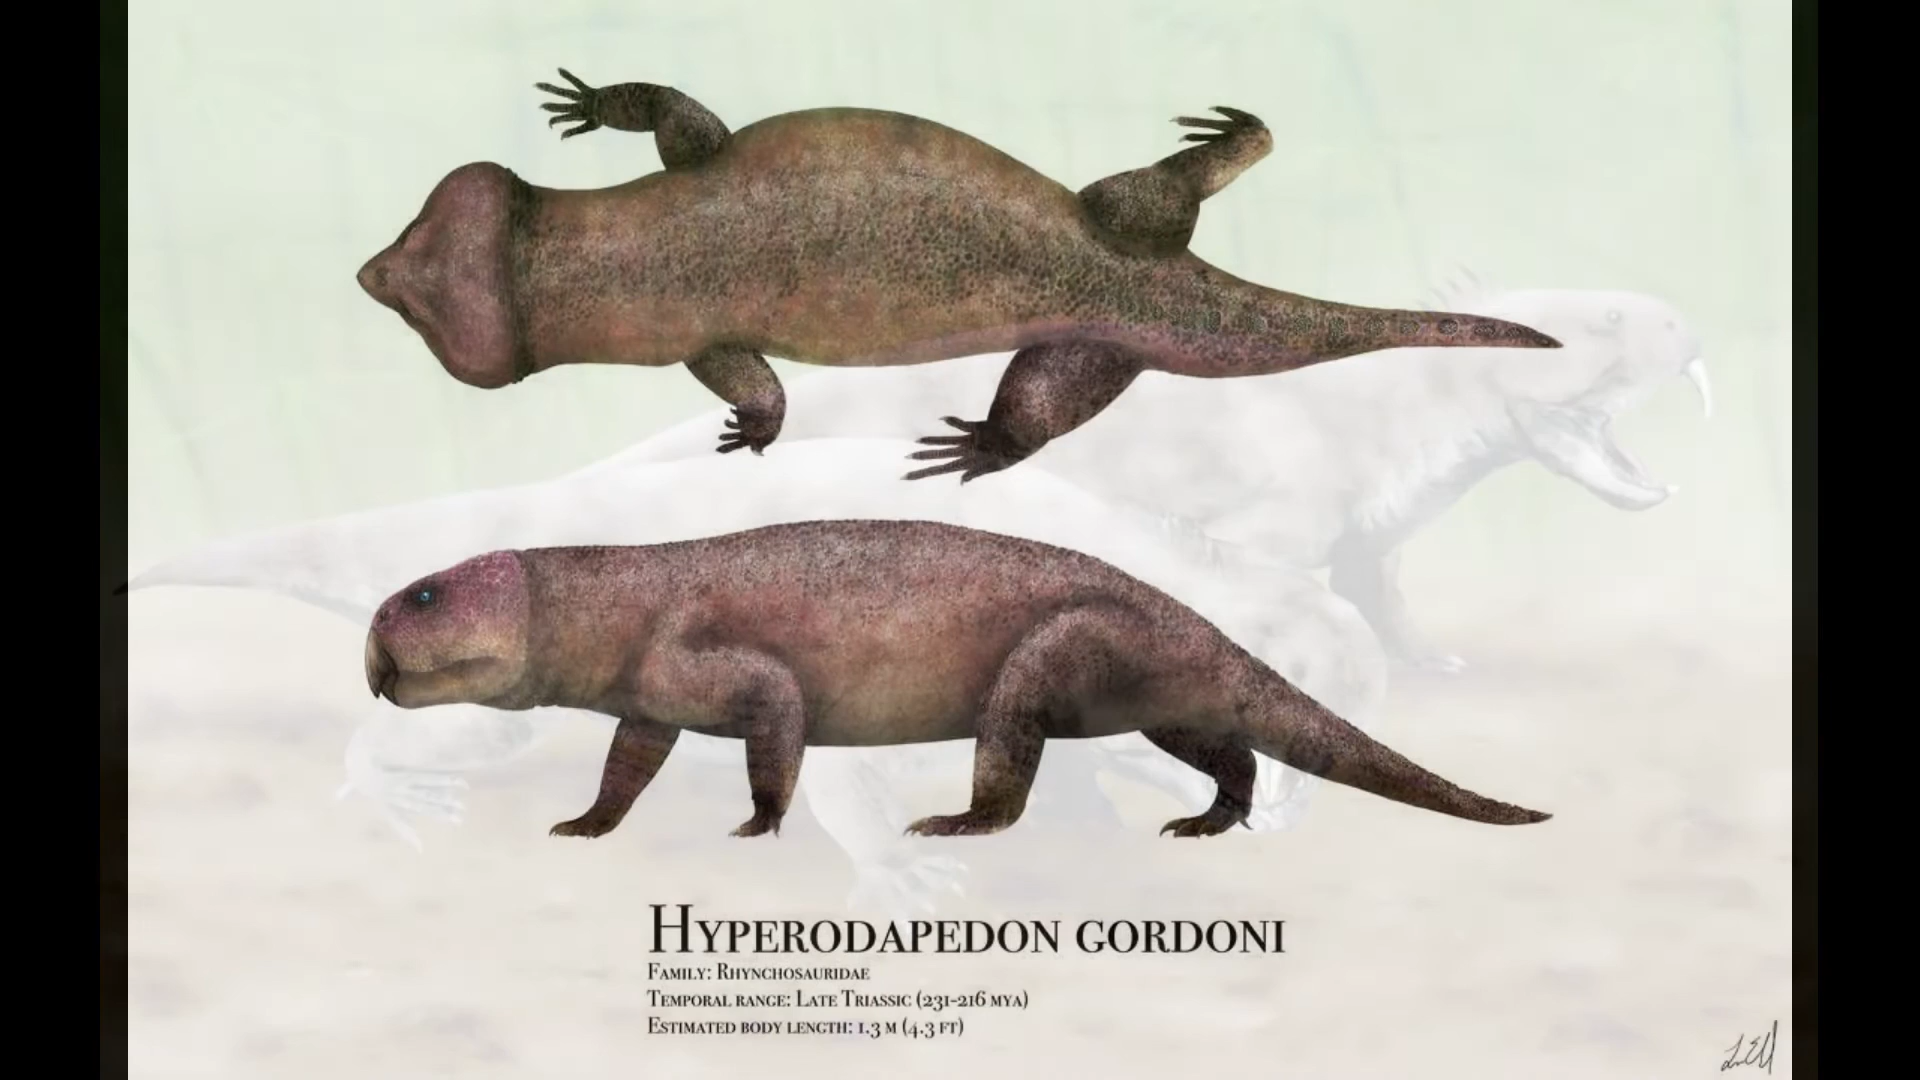 Hyperodapedon gordoni
Family: Rhynchosauridae
Temporal range: Late Triassic (231-216 mya)
Estimated body length: 1.3 m (4.3 ft)